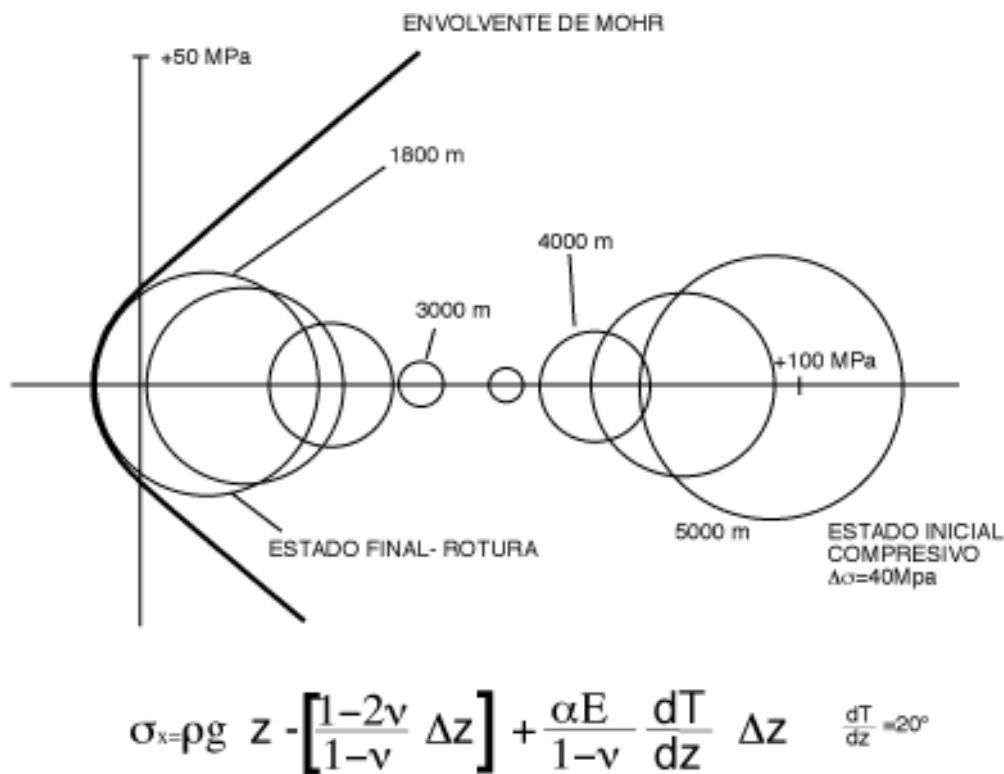 ENVOLVENTE DE MOHR
+50 MPa
1800 m
4000 m
3000 m
+100 MPa
5000 m
ESTADO FINAL- ROTURA
ESTADO INICIAL
COMPRESIVO
Δσ=40Mpa
σx=ρg z -[1-2ν/1-ν Δz] + αE/1-ν dT/dz Δz
dT/dz =20º